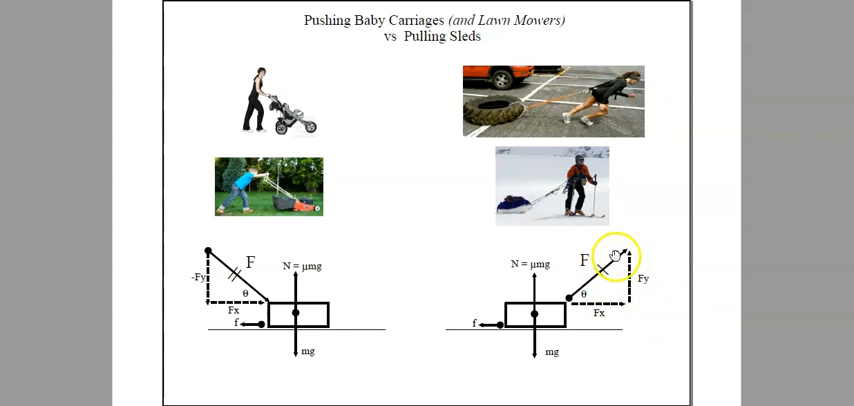 Pushing Baby Carriages (and Lawn Mowers)
vs Pulling Sleds
F
N = μmg
-Fy
θ
Fx
f
mg
F
N = μmg
Fy
θ
Fx
f
mg